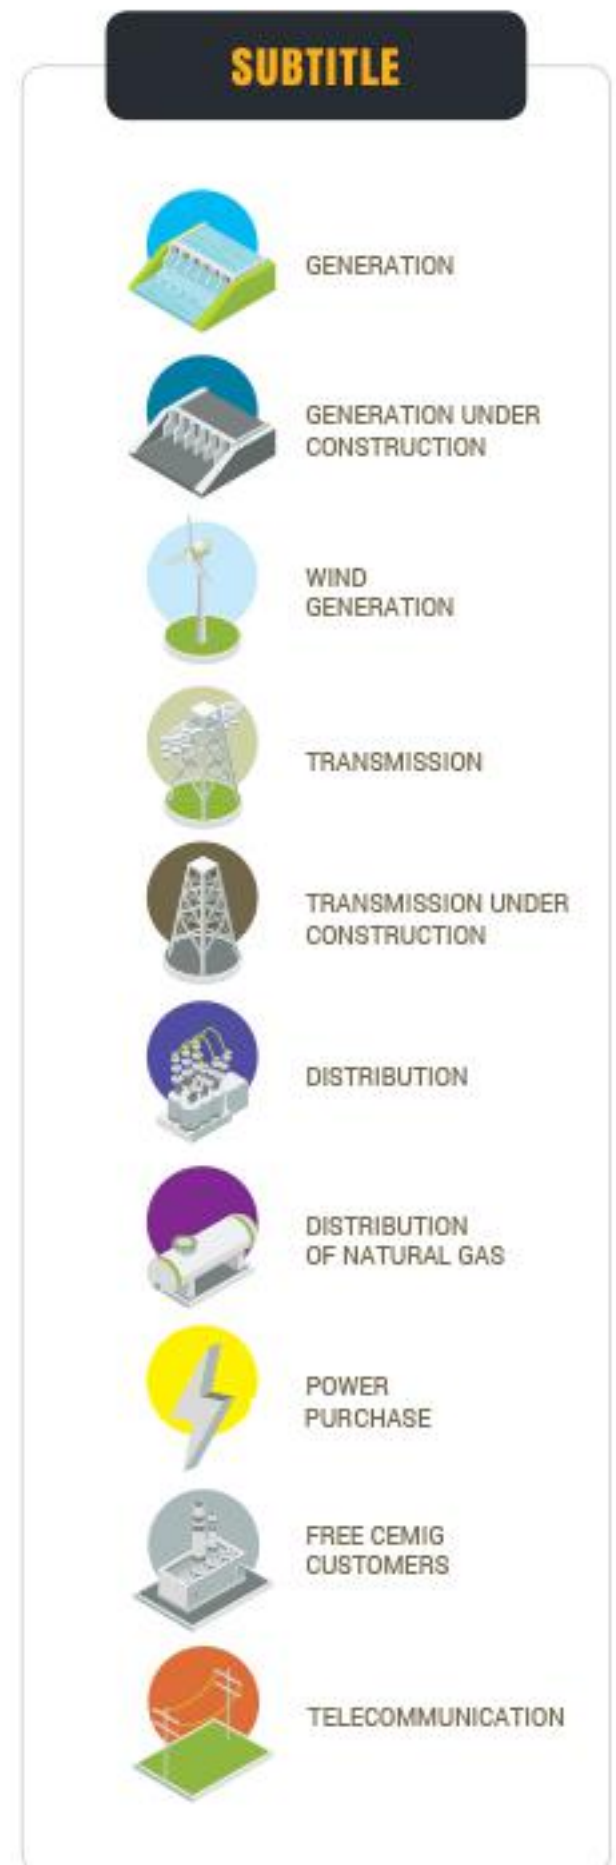 SUBTITLE
GENERATION
GENERATION UNDER
CONSTRUCTION
WIND
GENERATION
TRANSMISSION
TRANSMISSION UNDER
CONSTRUCTION
DISTRIBUTION
DISTRIBUTION
OF NATURAL GAS
POWER
PURCHASE
FREE CEMIG
CUSTOMERS
TELECOMMUNICATION